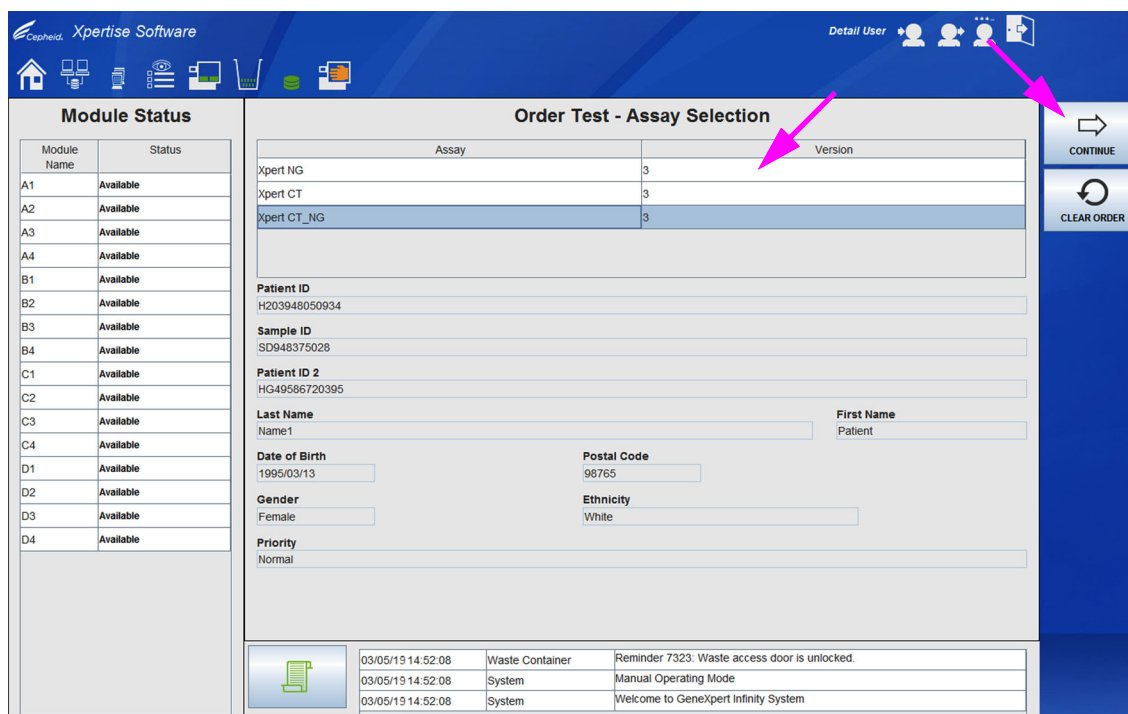 Cepheid. Xpertise Software
Detail User
Module Status
Module Name Status
A1 Available
A2 Available
A3 Available
A4 Available
B1 Available
B2 Available
B3 Available
B4 Available
C1 Available
C2 Available
C3 Available
C4 Available
D1 Available
D2 Available
D3 Available
D4 Available
Order Test - Assay Selection
Assay Version
Xpert NG 3
Xpert CT 3
Xpert CT_NG 3
Patient ID
H203948050934
Sample ID
SD948375028
Patient ID 2
HG49586720395
Last Name First Name
Name1 Patient
Date of Birth Postal Code
1995/03/13 98765
Gender Ethnicity
Female White
Priority
Normal
03/05/19 14:52:08 Waste Container Reminder 7323: Waste access door is unlocked.
03/05/19 14:52:08 System Manual Operating Mode
03/05/19 14:52:08 System Welcome to GeneXpert Infinity System
CONTINUE
CLEAR ORDER